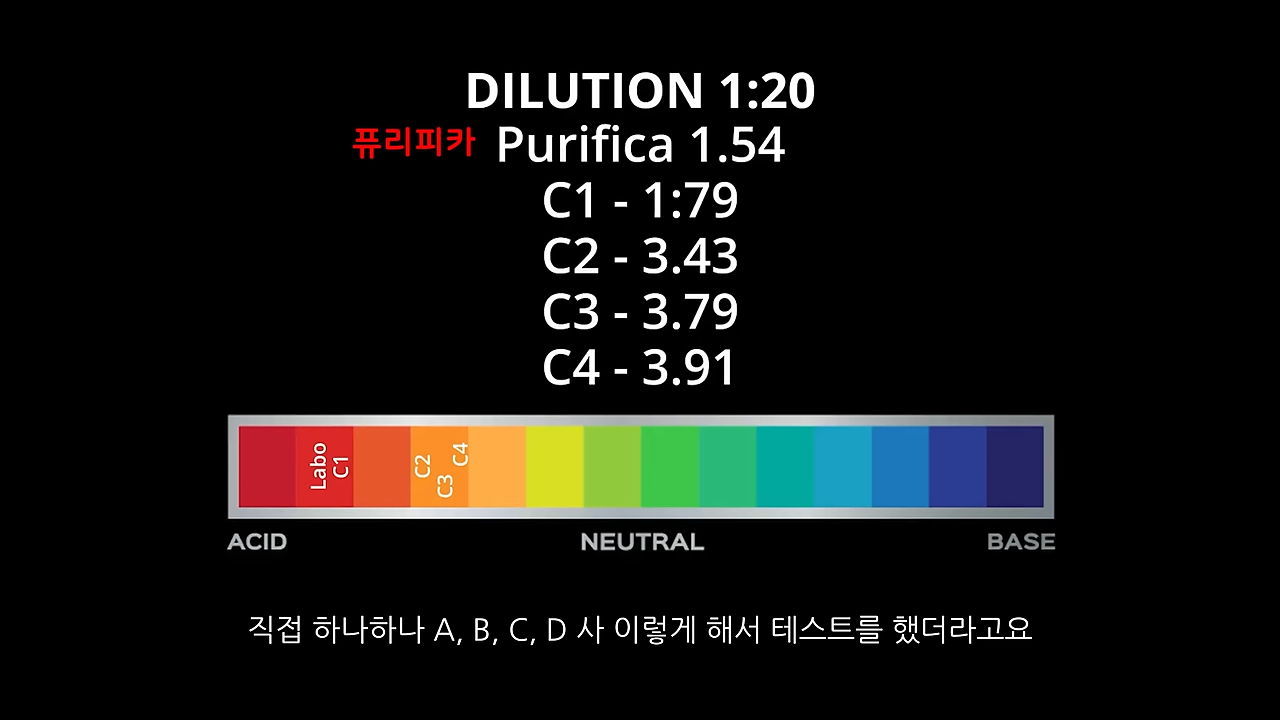 DILUTION 1:20
퓨리피카 Purifica 1.54
C1 - 1:79
C2 - 3.43
C3 - 3.79
C4 - 3.91
Labo
C1
C2
C3
C4
ACID NEUTRAL BASE
직접 하나하나 A, B, C, D 사 이렇게 해서 테스트를 했더라고요